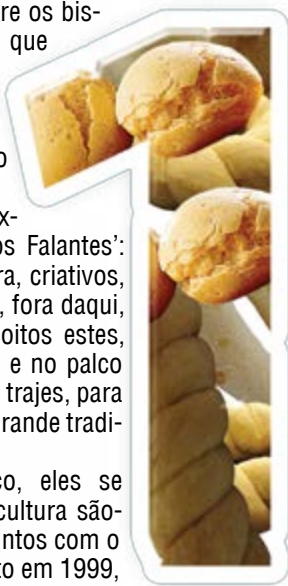 re os bis-
que
o
x-
os Falantes’:
ra, criativos,
, fora daqui,
oitos estes,
e no palco
trajes, para
rande tradi-
co, eles se
cultura são-
ntos com o
to em 1999,